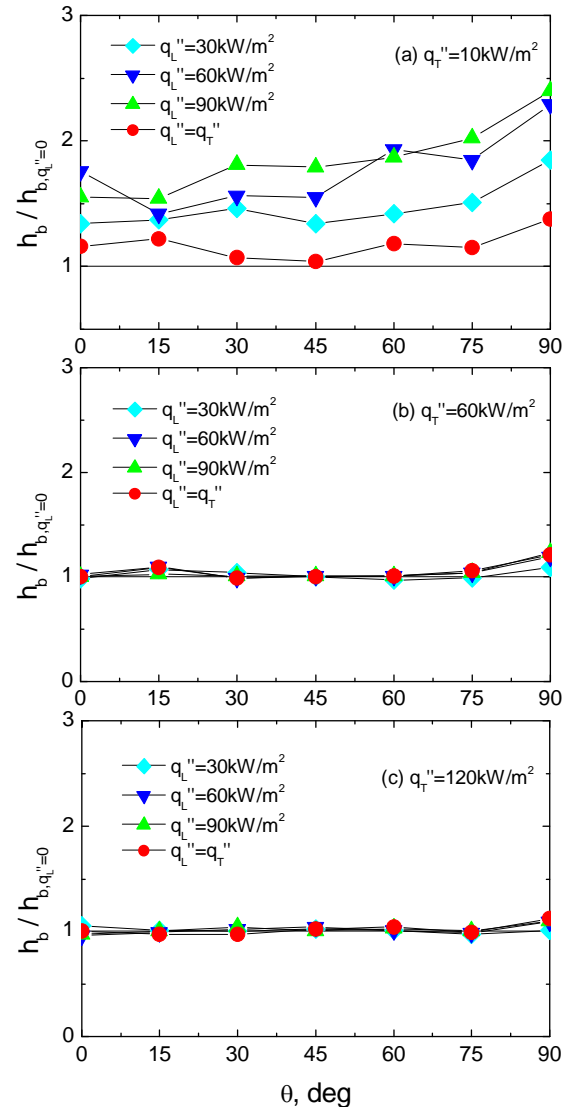 3
2
1
h_b / h_b,q_L''=0
q_L''=30kW/m²
q_L''=60kW/m²
q_L''=90kW/m²
q_L''=q_T''
(a) q_T''=10kW/m²
0 15 30 45 60 75 90
3
2
1
0
h_b / h_b,q_L''=0
q_L''=30kW/m²
q_L''=60kW/m²
q_L''=90kW/m²
q_L''=q_T''
(b) q_T''=60kW/m²
0 15 30 45 60 75 90
3
2
1
0
h_b / h_b,q_L''=0
q_L''=30kW/m²
q_L''=60kW/m²
q_L''=90kW/m²
q_L''=q_T''
(c) q_T''=120kW/m²
0 15 30 45 60 75 90
θ, deg